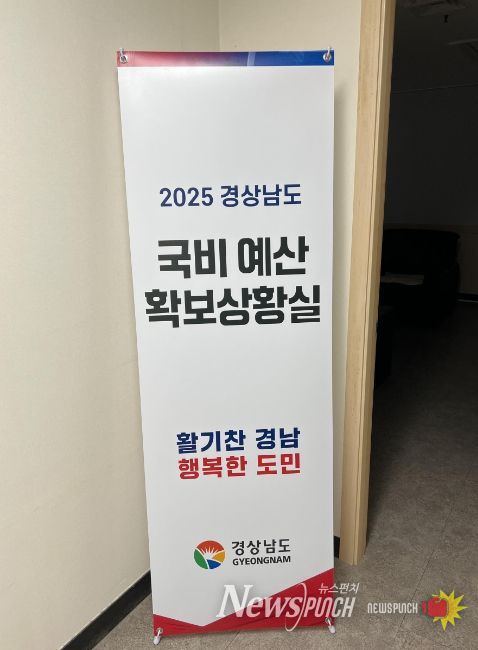 2025 경상남도
국비 예산
확보상황실
활기찬 경남
행복한 도민
경상남도
GYEONGNAM
뉴스펀치
NEWSPUNCH
NEWSPUNCH